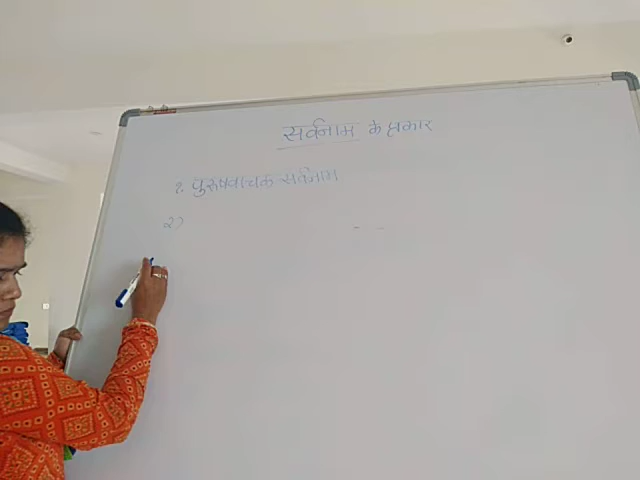 सर्वनाम के प्रकार
१. पुरुषवाचक सर्वनाम
२)